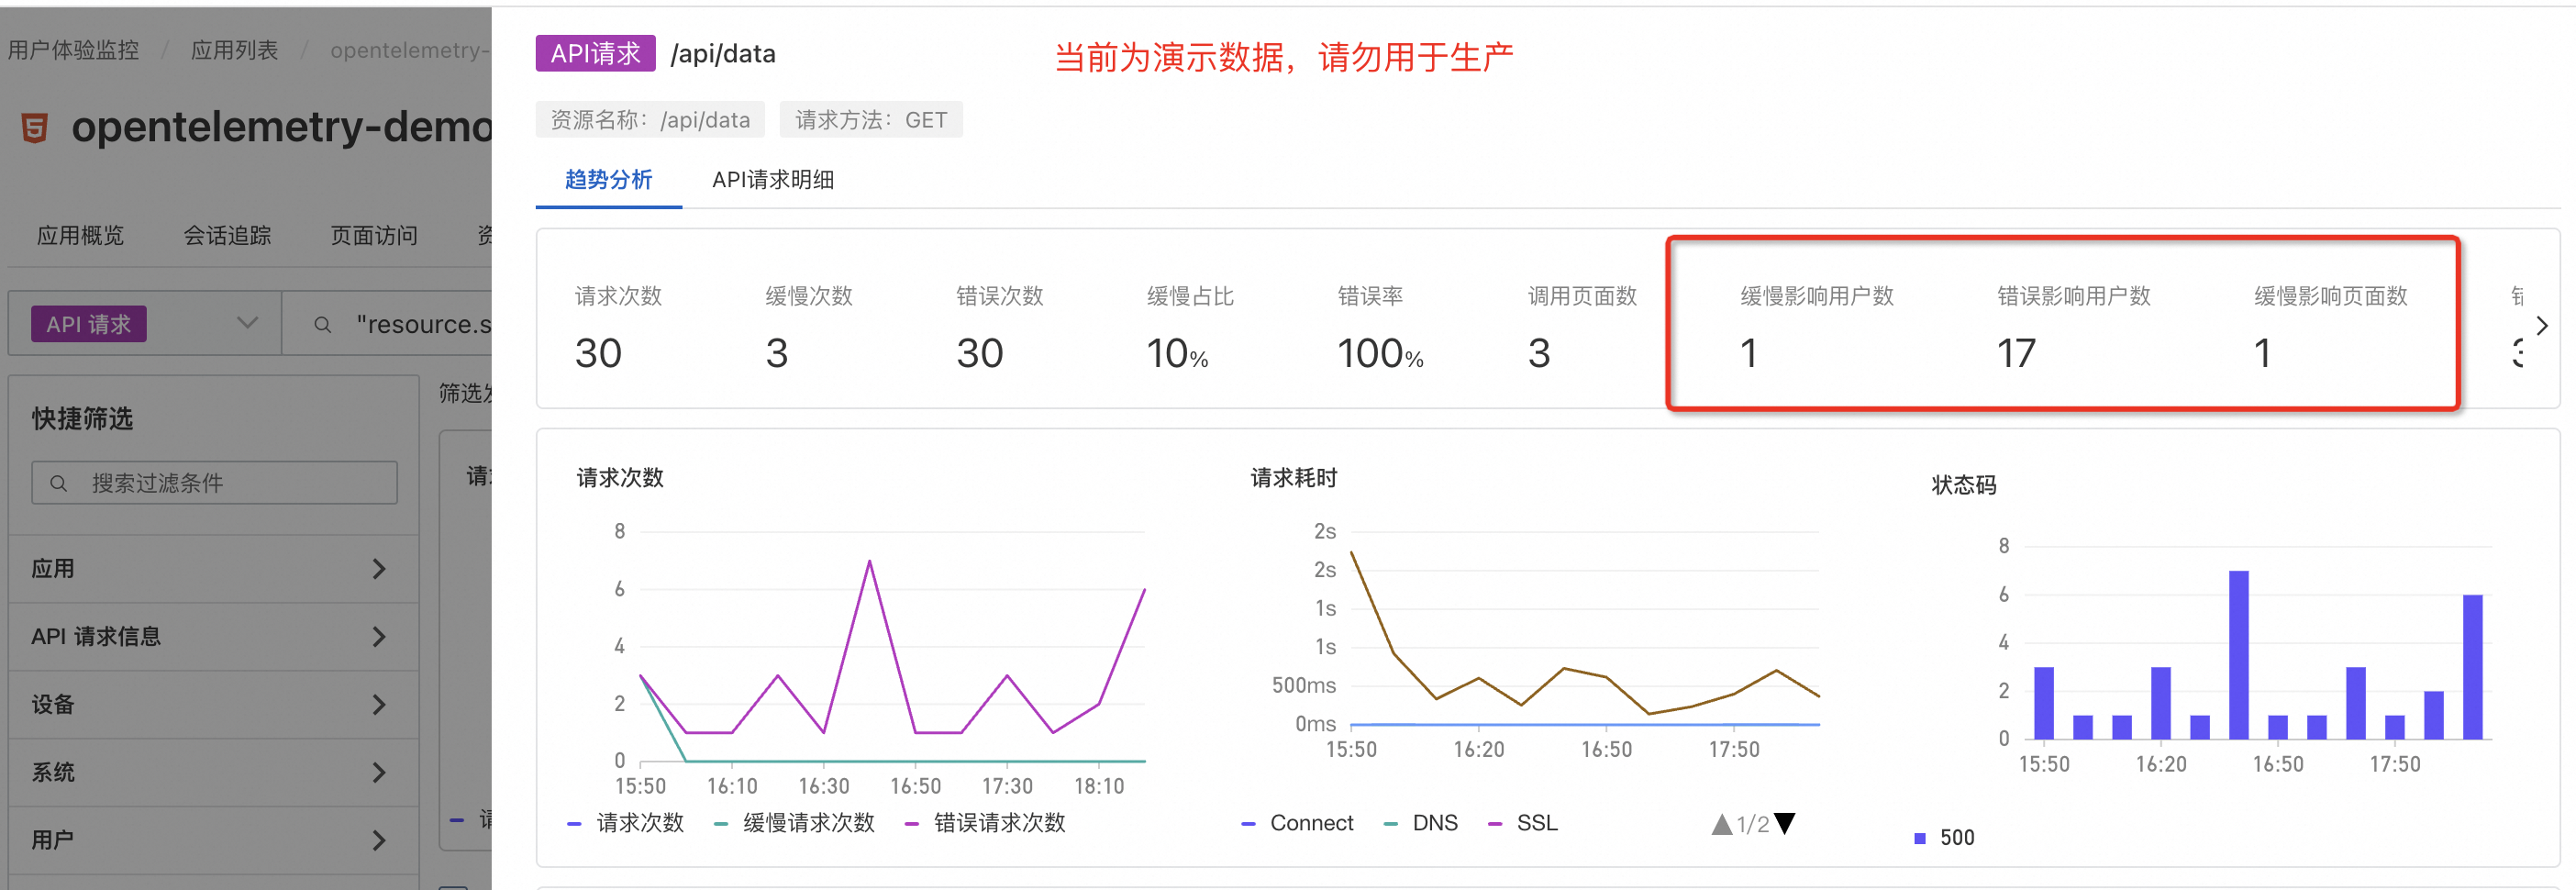 用户体验监控 / 应用列表 / opentelemetry-
opentelemetry-demo
应用概览 会话追踪 页面访问
API 请求
"resource.s
快捷筛选
搜索过滤条件
应用
API 请求信息
设备
系统
用户
筛选
API请求 /api/data
当前为演示数据，请勿用于生产
资源名称：/api/data 请求方法：GET
趋势分析 API请求明细
请求次数 缓慢次数 错误次数 缓慢占比 错误率 调用页面数 缓慢影响用户数 错误影响用户数 缓慢影响页面数
30 3 30 10% 100% 3 1 17 1
请求次数
8
6
4
2
0
15:50 16:10 16:30 16:50 17:30 18:10
请求次数 缓慢请求次数 错误请求次数
请求耗时
2s
2s
1s
1s
500ms
0ms
15:50 16:20 16:50 17:50
Connect DNS SSL 1/2
状态码
8
6
4
2
0
15:50 16:20 16:50 17:50
500